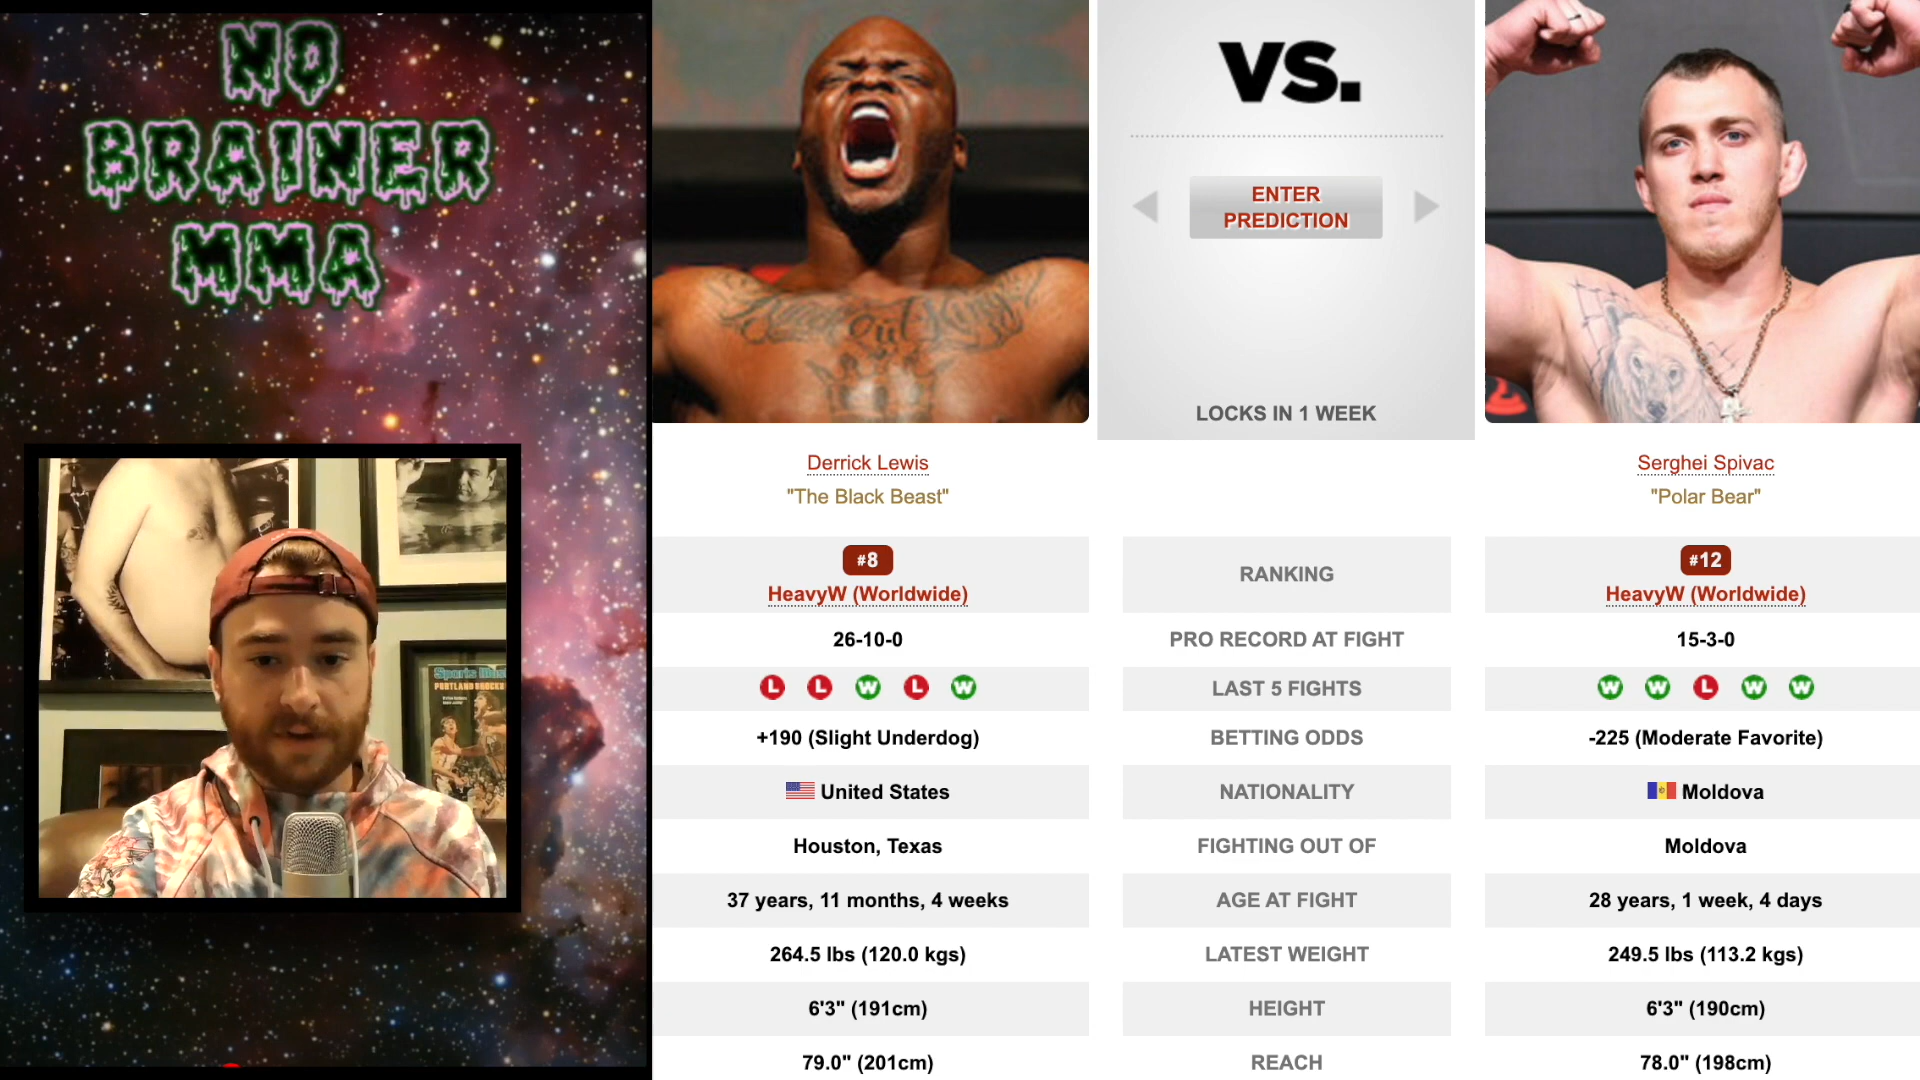 NO
BRAINER
MMA
Sports Illus
PORTLAND
VS.
ENTER
PREDICTION
LOCKS IN 1 WEEK
Derrick Lewis
"The Black Beast"
Serghei Spivac
"Polar Bear"
#8
HeavyW (Worldwide)
RANKING
#12
HeavyW (Worldwide)
26-10-0
PRO RECORD AT FIGHT
15-3-0
L L W L W
LAST 5 FIGHTS
W W L W W
+190 (Slight Underdog)
BETTING ODDS
-225 (Moderate Favorite)
United States
NATIONALITY
Moldova
Houston, Texas
FIGHTING OUT OF
Moldova
37 years, 11 months, 4 weeks
AGE AT FIGHT
28 years, 1 week, 4 days
264.5 lbs (120.0 kgs)
LATEST WEIGHT
249.5 lbs (113.2 kgs)
6'3" (191cm)
HEIGHT
6'3" (190cm)
79.0" (201cm)
REACH
78.0" (198cm)